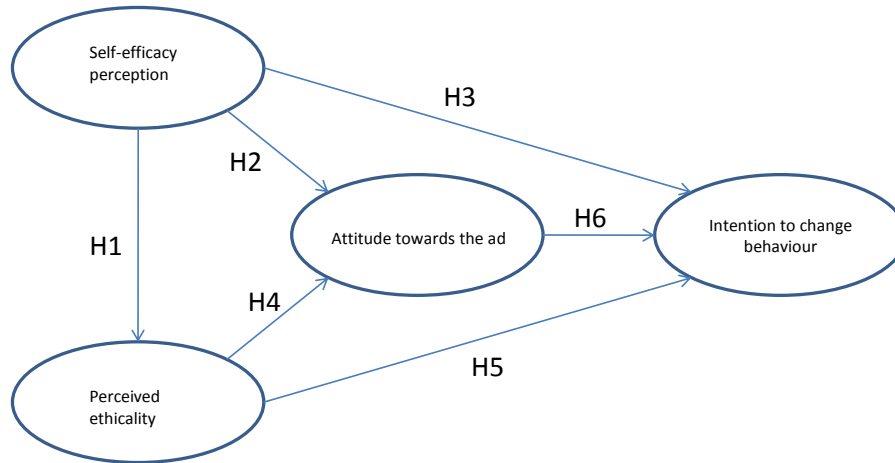 Self-efficacy
perception
H3
H2
Attitude towards the ad
H6
Intention to change
behaviour
H1
H4
H5
Perceived
ethicality